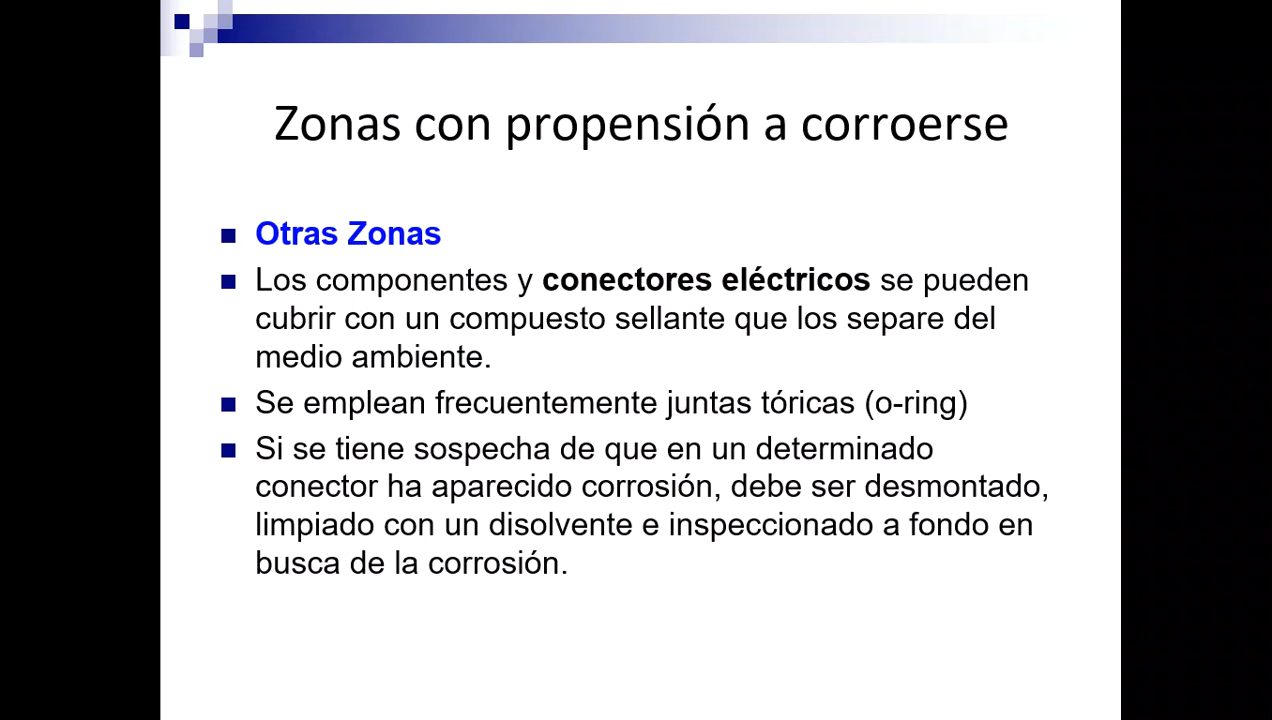 Zonas con propensión a corroerse
Otras Zonas
Los componentes y conectores eléctricos se pueden
cubrir con un compuesto sellante que los separe del
medio ambiente.
Se emplean frecuentemente juntas tóricas (o-ring)
Si se tiene sospecha de que en un determinado
conector ha aparecido corrosión, debe ser desmontado,
limpiado con un disolvente e inspeccionado a fondo en
busca de la corrosión.